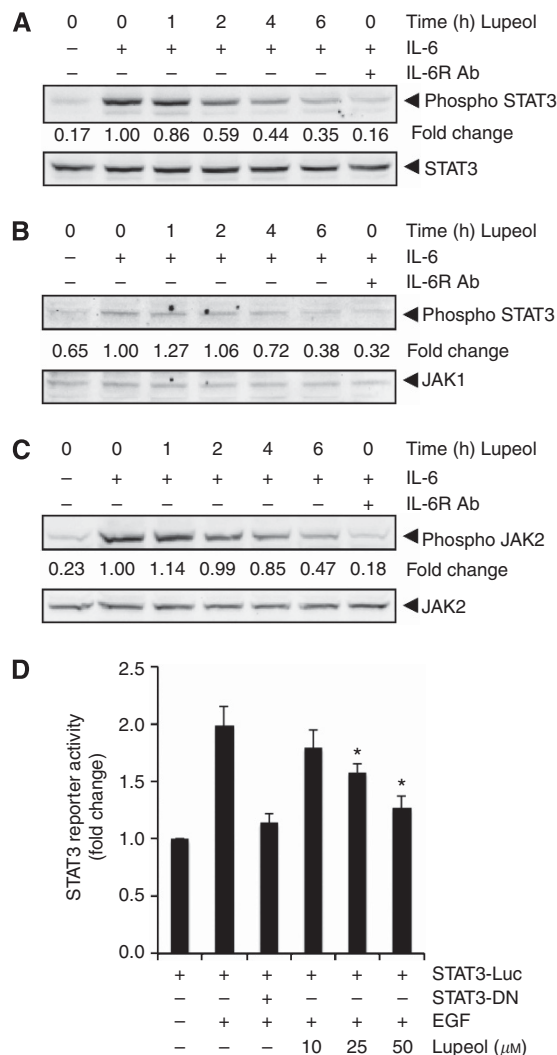 A 0 0 1 2 4 6 0 Time (h) Lupeol
– + + + + + + IL-6
– – – – – – + IL-6R Ab
Phospho STAT3
0.17 1.00 0.86 0.59 0.44 0.35 0.16 Fold change
STAT3
B 0 0 1 2 4 6 0 Time (h) Lupeol
– + + + + + + IL-6
– – – – – – + IL-6R Ab
Phospho STAT3
0.65 1.00 1.27 1.06 0.72 0.38 0.32 Fold change
JAK1
C 0 0 1 2 4 6 0 Time (h) Lupeol
– + + + + + + IL-6
– – – – – – + IL-6R Ab
Phospho JAK2
0.23 1.00 1.14 0.99 0.85 0.47 0.18 Fold change
JAK2
D
STAT3 reporter activity
(fold change)
2.5
2.0
1.5
1.0
0.5
0.0
* *
+ + + + + + STAT3-Luc
– – + – – – STAT3-DN
– + + + + + EGF
– – – 10 25 50 Lupeol (μM)